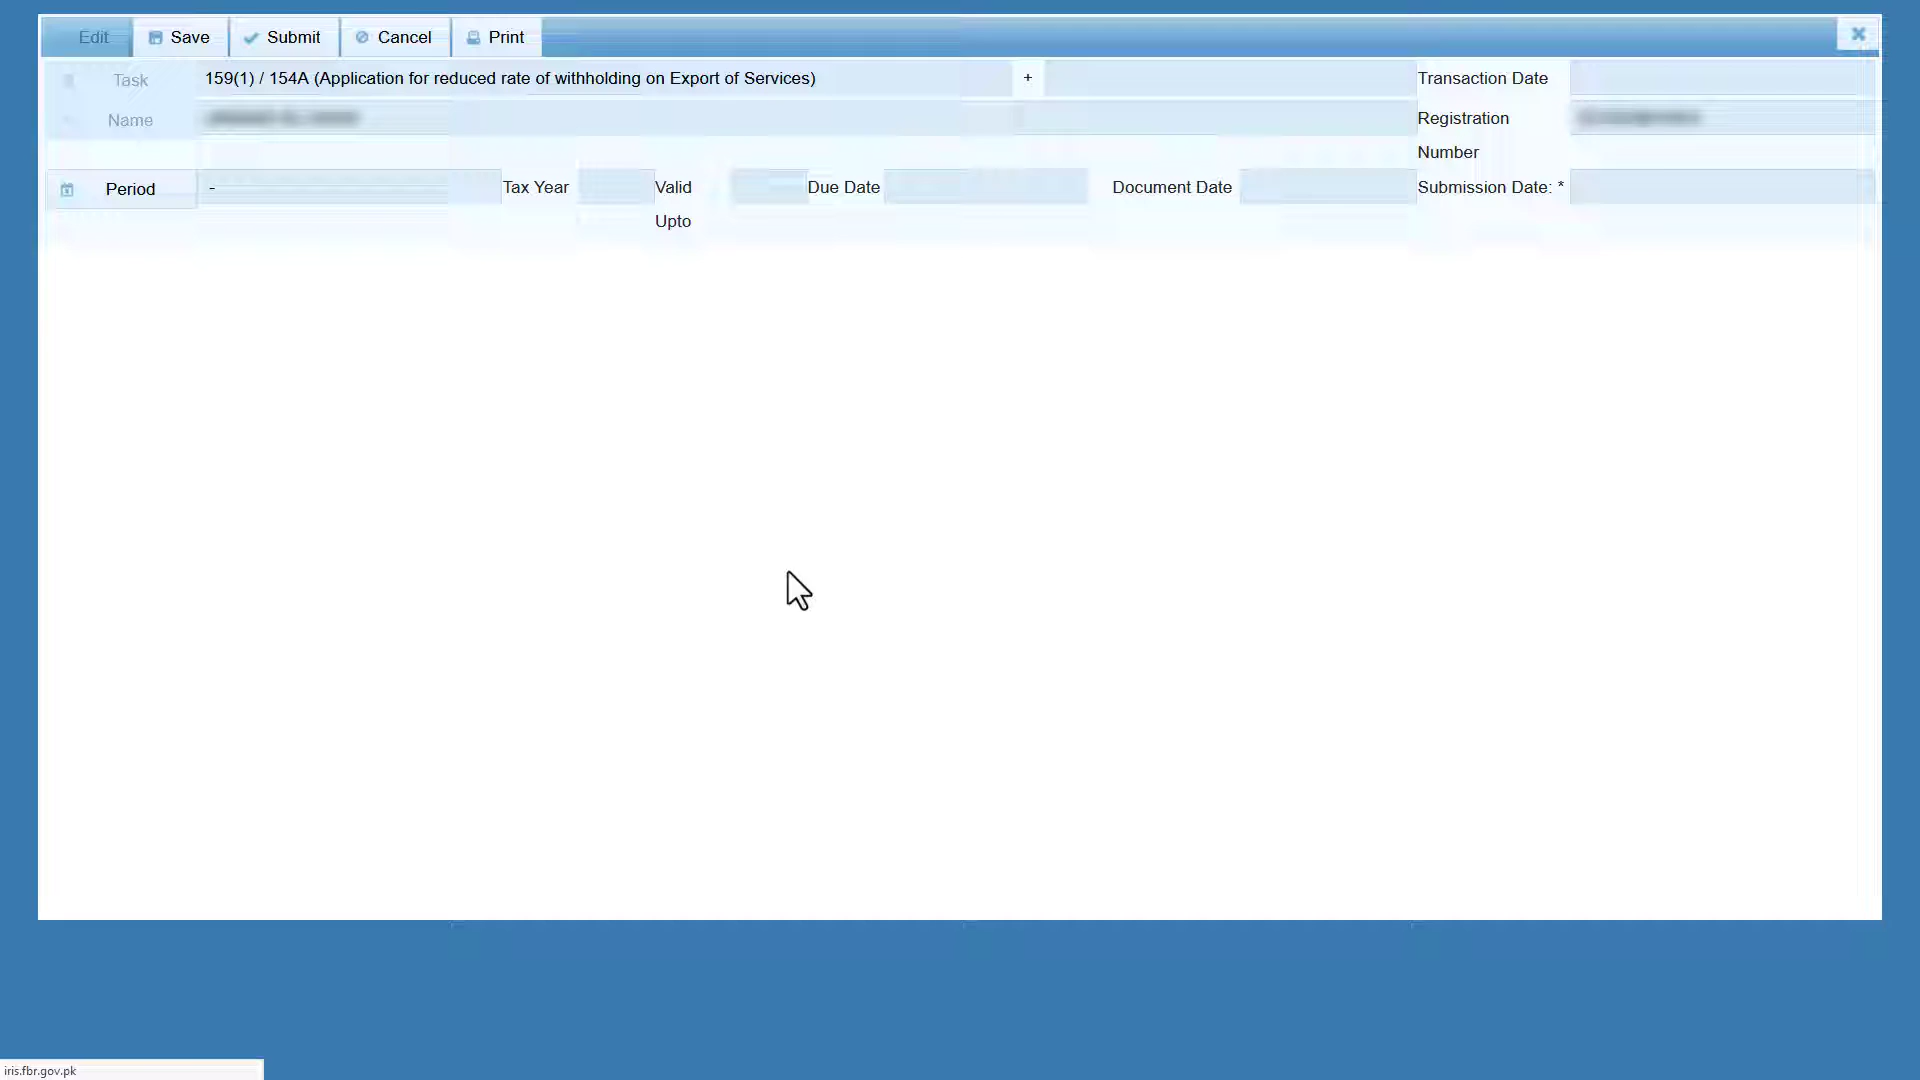 Edit Save Submit Cancel Print
Task 159(1) / 154A (Application for reduced rate of withholding on Export of Services) + Transaction Date
Name Registration Number
Period - Tax Year Valid Upto Due Date Document Date Submission Date: *
iris.fbr.gov.pk